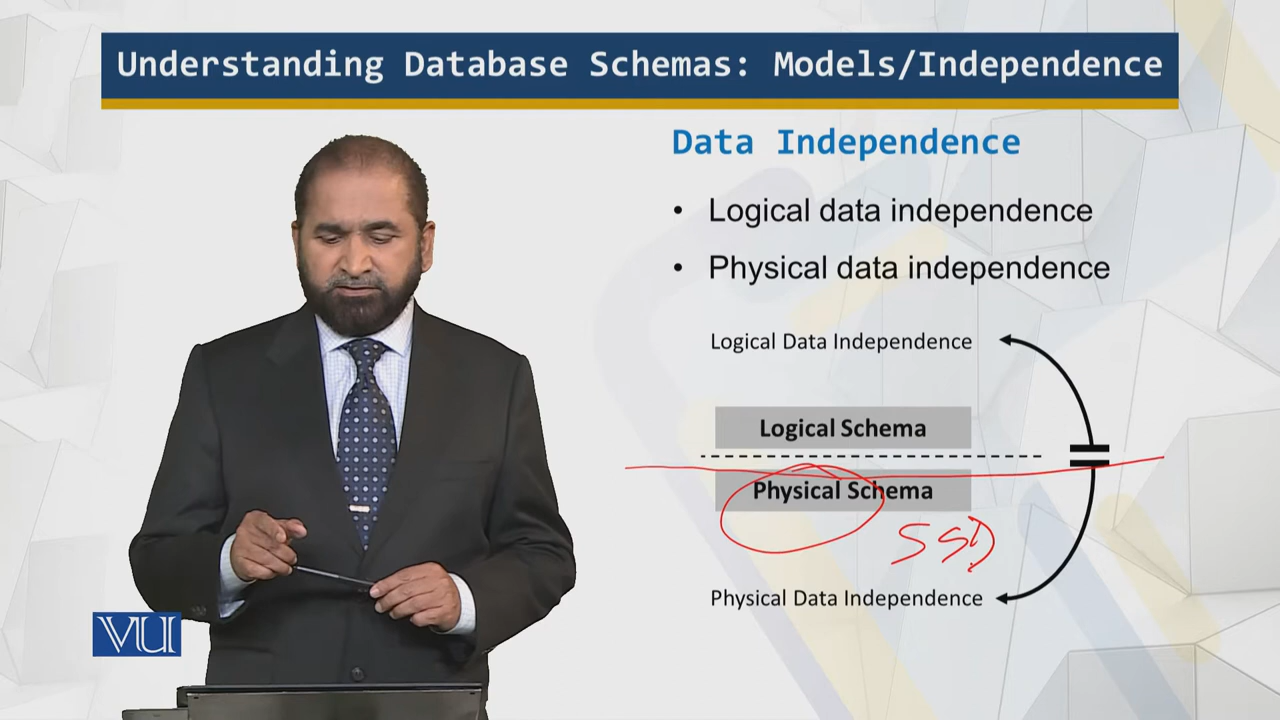 Understanding Database Schemas: Models/Independence
Data Independence
• Logical data independence
• Physical data independence
Logical Data Independence
Logical Schema
Physical Schema
SSD
Physical Data Independence
VU